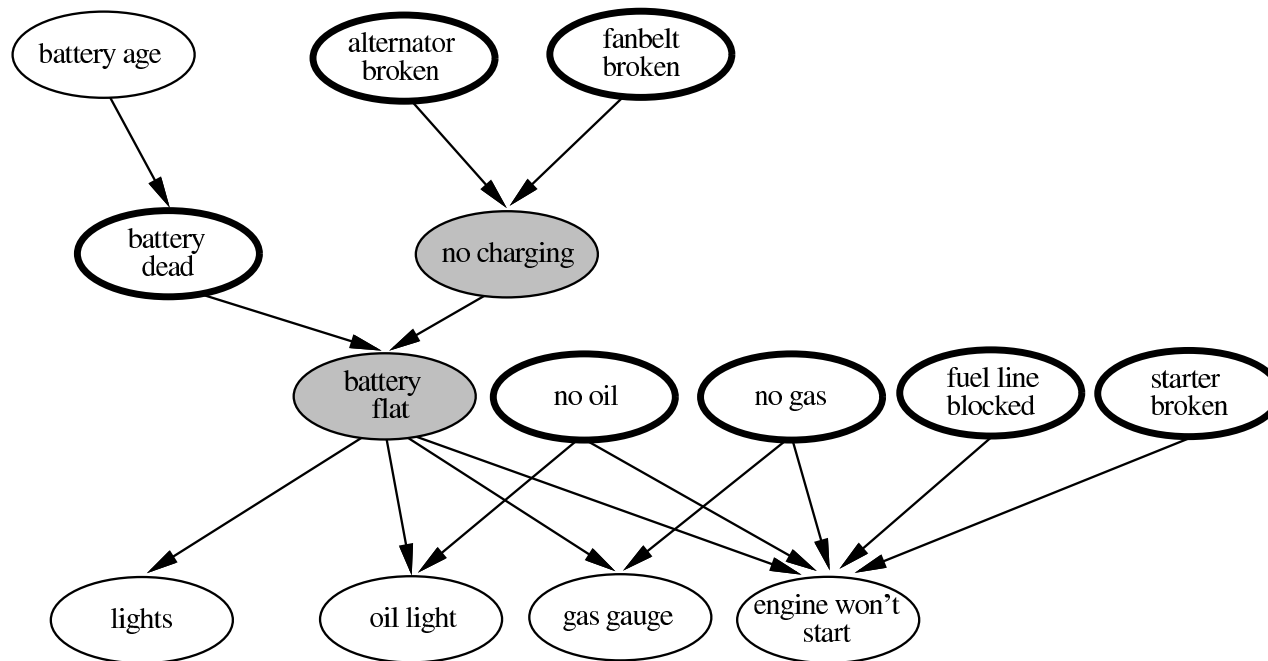 battery age
alternator
broken
fanbelt
broken
battery
dead
no charging
battery
flat
no oil
no gas
fuel line
blocked
starter
broken
lights
oil light
gas gauge
engine won’t
start